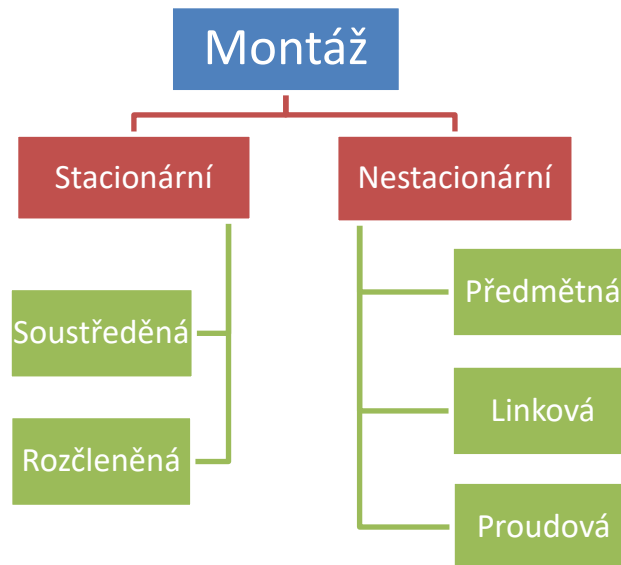 Montáž
Stacionární
Nestacionární
Soustředěná
Rozčleněná
Předmětná
Linková
Proudová